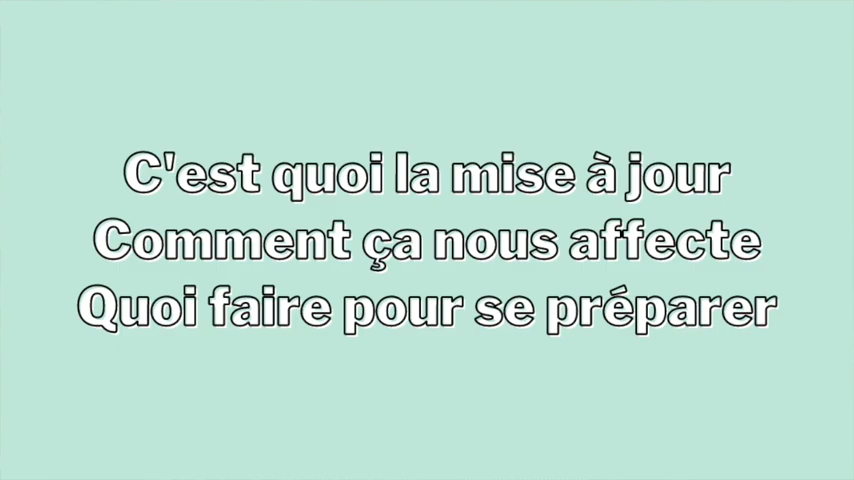 C'est quoi la mise à jour
Comment ça nous affecte
Quoi faire pour se préparer